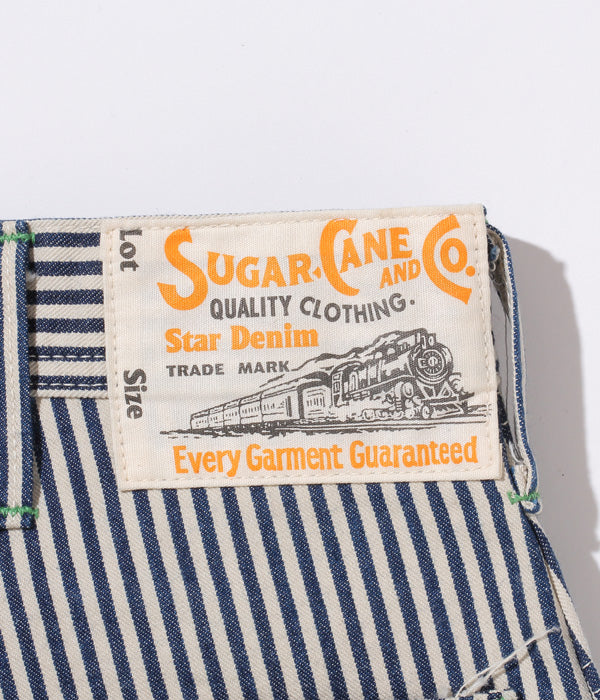 Lot
Size
SUGAR CANE AND CO.
QUALITY CLOTHING.
Star Denim
TRADE MARK
Every Garment Guaranteed